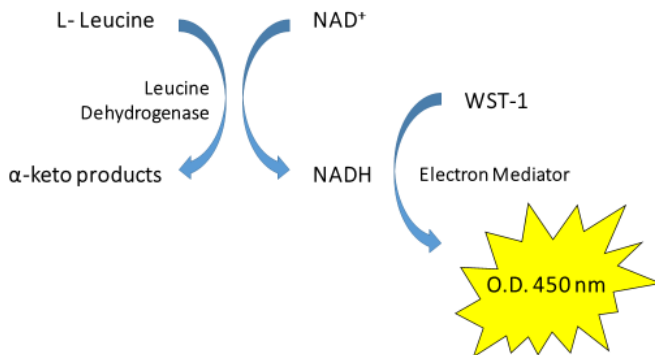 L- Leucine
NAD⁺
Leucine
Dehydrogenase
WST-1
α-keto products
NADH
Electron Mediator
O.D. 450 nm